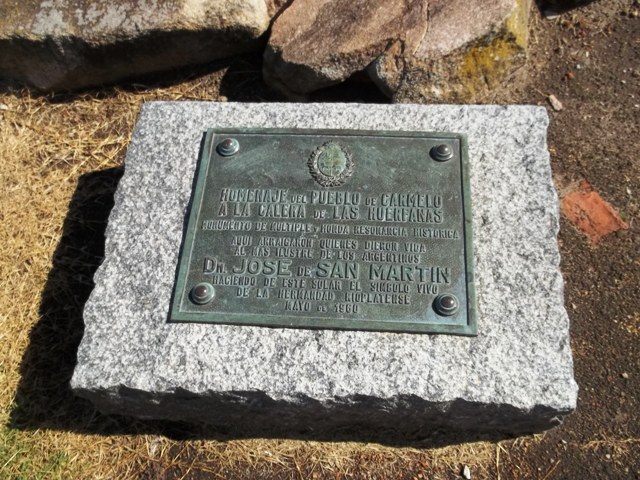 HOMENAJE DEL PUEBLO DE CARMELO
A LA CALERA DE LAS HUERFANAS
MONUMENTO DE MULTIPLE Y HONDA RESONANCIA HISTORICA
AQUI ARRAIGARON QUIENES DIERON VIDA
AL MAS ILUSTRE DE LOS ARGENTINOS
DN. JOSE DE SAN MARTIN
HACIENDO DE ESTE SOLAR EL SIMBOLO VIVO
DE LA HERMANDAD RIOPLATENSE
MAYO DE 1960